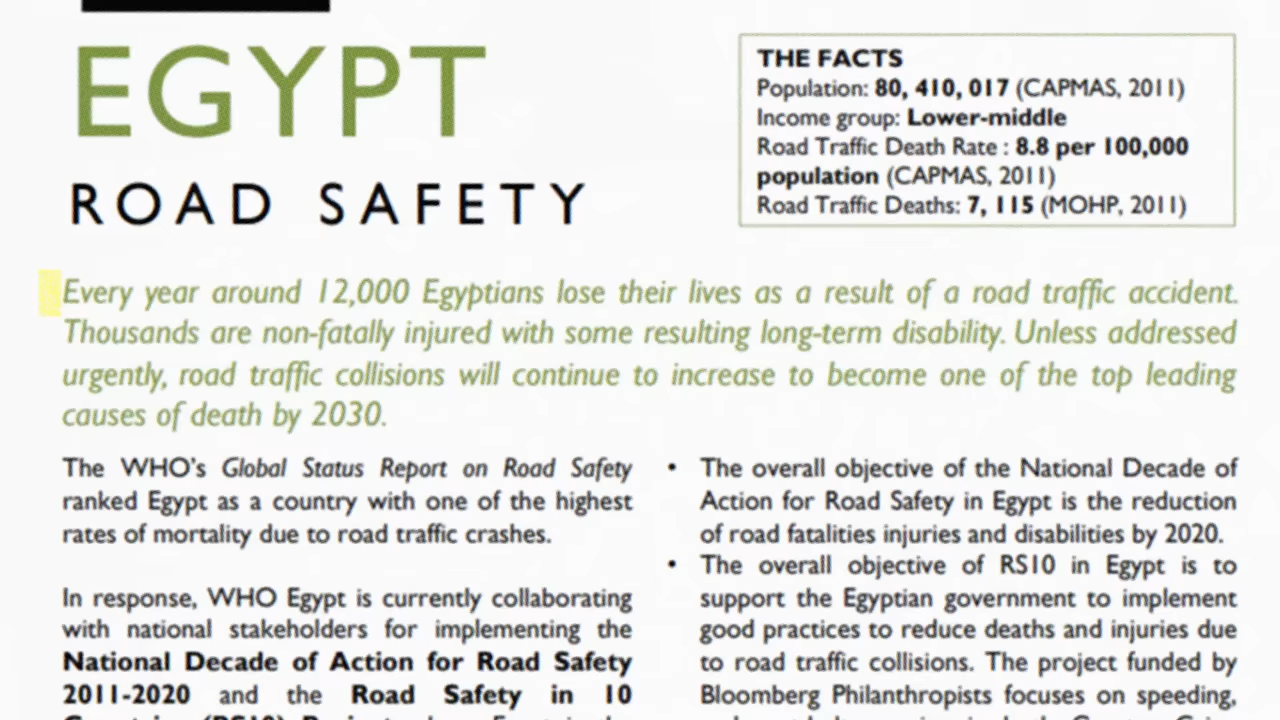 EGYPT
ROAD SAFETY
THE FACTS
Population: 80, 410, 017 (CAPMAS, 2011)
Income group: Lower-middle
Road Traffic Death Rate : 8.8 per 100,000
population (CAPMAS, 2011)
Road Traffic Deaths: 7, 115 (MOHP, 2011)
Every year around 12,000 Egyptians lose their lives as a result of a road traffic accident.
Thousands are non-fatally injured with some resulting long-term disability. Unless addressed
urgently, road traffic collisions will continue to increase to become one of the top leading
causes of death by 2030.
The WHO's Global Status Report on Road Safety
ranked Egypt as a country with one of the highest
rates of mortality due to road traffic crashes.
In response, WHO Egypt is currently collaborating
with national stakeholders for implementing the
National Decade of Action for Road Safety
2011-2020 and the Road Safety in 10
• The overall objective of the National Decade of
Action for Road Safety in Egypt is the reduction
of road fatalities injuries and disabilities by 2020.
• The overall objective of RS10 in Egypt is to
support the Egyptian government to implement
good practices to reduce deaths and injuries due
to road traffic collisions. The project funded by
Bloomberg Philanthropists focuses on speeding,